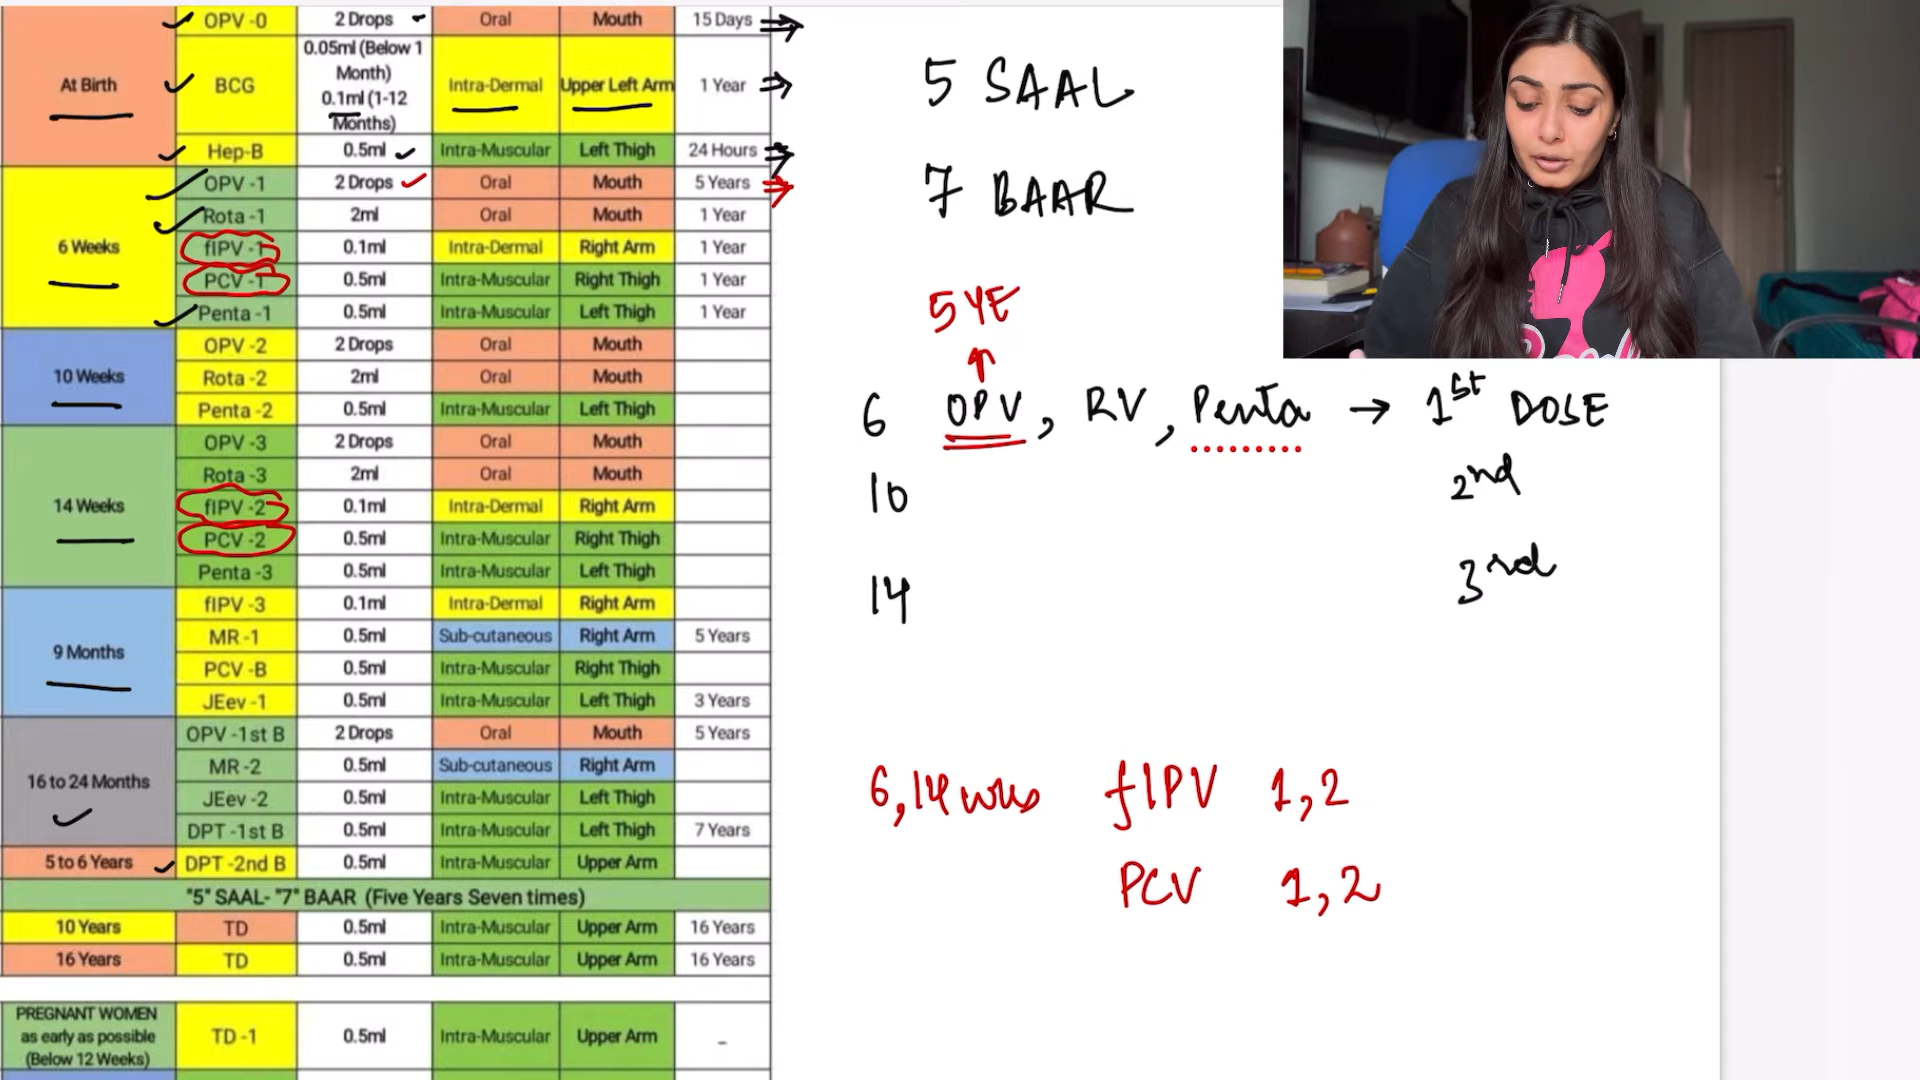 At Birth
OPV -0 2 Drops Oral Mouth 15 Days
BCG 0.05ml (Below 1 Month) 0.1ml (1-12 Months) Intra-Dermal Upper Left Arm 1 Year
Hep-B 0.5ml Intra-Muscular Left Thigh 24 Hours
6 Weeks
OPV -1 2 Drops Oral Mouth 5 Years
Rota -1 2ml Oral Mouth 1 Year
fIPV -1 0.1ml Intra-Dermal Right Arm 1 Year
PCV -1 0.5ml Intra-Muscular Right Thigh 1 Year
Penta -1 0.5ml Intra-Muscular Left Thigh 1 Year
10 Weeks
OPV -2 2 Drops Oral Mouth
Rota -2 2ml Oral Mouth
Penta -2 0.5ml Intra-Muscular Left Thigh
14 Weeks
OPV -3 2 Drops Oral Mouth
Rota -3 2ml Oral Mouth
fIPV -2 0.1ml Intra-Dermal Right Arm
PCV -2 0.5ml Intra-Muscular Right Thigh
Penta -3 0.5ml Intra-Muscular Left Thigh
9 Months
fIPV -3 0.1ml Intra-Dermal Right Arm
MR -1 0.5ml Sub-cutaneous Right Arm 5 Years
PCV -B 0.5ml Intra-Muscular Right Thigh
JEev -1 0.5ml Intra-Muscular Left Thigh 3 Years
16 to 24 Months
OPV -1st B 2 Drops Oral Mouth 5 Years
MR -2 0.5ml Sub-cutaneous Right Arm
JEev -2 0.5ml Intra-Muscular Left Thigh
DPT -1st B 0.5ml Intra-Muscular Left Thigh 7 Years
5 to 6 Years DPT -2nd B 0.5ml Intra-Muscular Upper Arm
"5" SAAL- "7" BAAR (Five Years Seven times)
10 Years TD 0.5ml Intra-Muscular Upper Arm 16 Years
16 Years TD 0.5ml Intra-Muscular Upper Arm 16 Years
PREGNANT WOMEN
as early as possible
(Below 12 Weeks)
TD -1 0.5ml Intra-Muscular Upper Arm -
5 SAAL
7 BAAR
5 YE
6 OPV, RV, Penta → 1st DOSE
10 2nd
14 3rd
6,14 wks fIPV 1,2
PCV 1,2